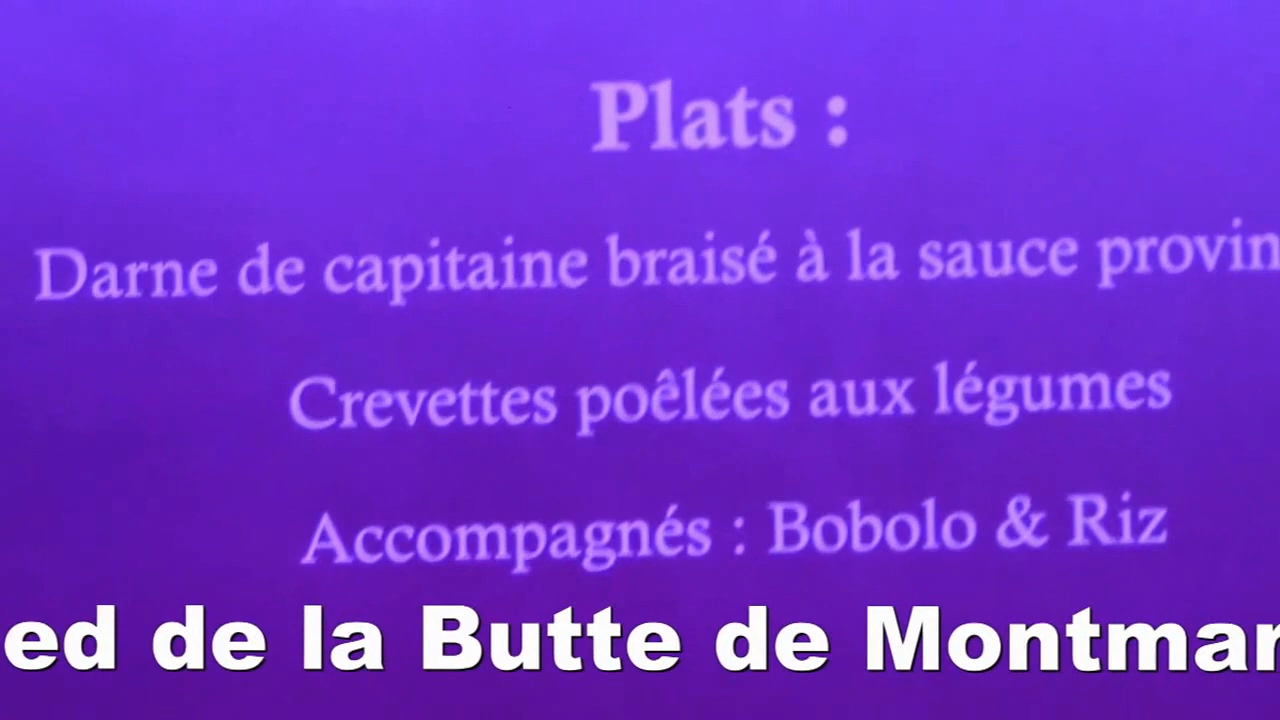 Plats :
Darne de capitaine braisé à la sauce provin
Crevettes poêlées aux légumes
Accompagnés : Bobolo & Riz
ed de la Butte de Montmar